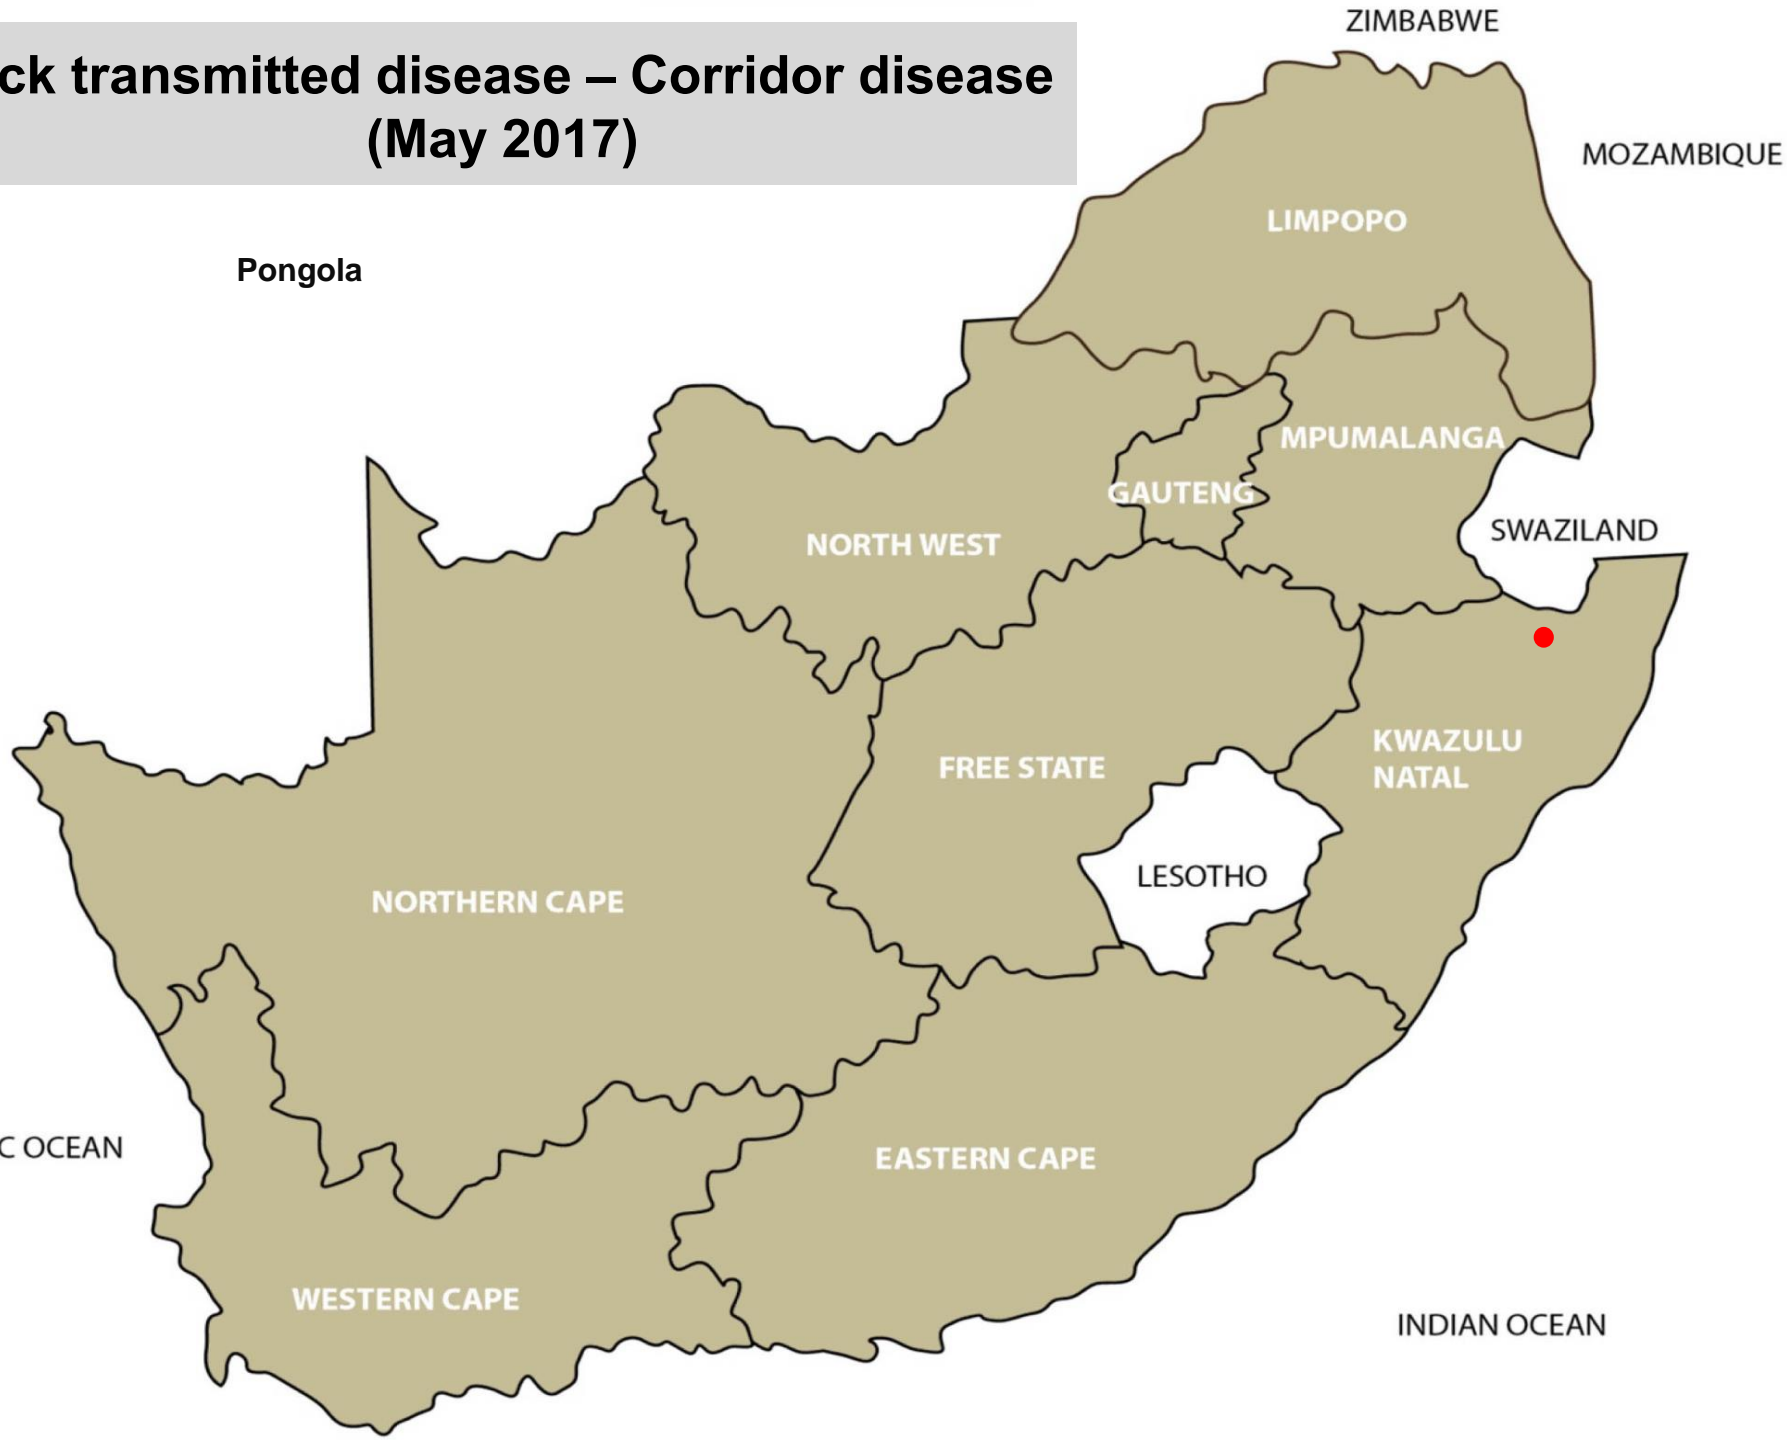 ck transmitted disease – Corridor disease
(May 2017)
ZIMBABWE
MOZAMBIQUE
LIMPOPO
Pongola
MPUMALANGA
GAUTENG
SWAZILAND
NORTH WEST
KWAZULU
NATAL
FREE STATE
LESOTHO
NORTHERN CAPE
C OCEAN
EASTERN CAPE
WESTERN CAPE
INDIAN OCEAN